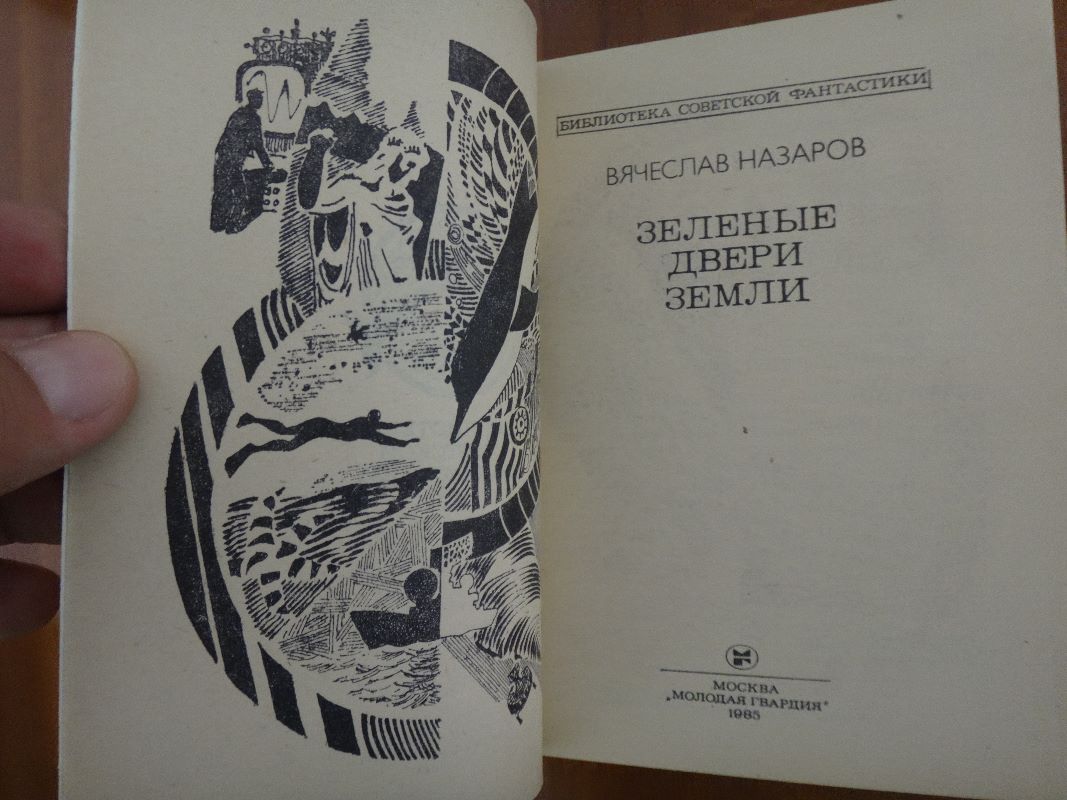 БИБЛИОТЕКА СОВЕТСКОЙ ФАНТАСТИКИ
ВЯЧЕСЛАВ НАЗАРОВ
ЗЕЛЕНЫЕ
ДВЕРИ
ЗЕМЛИ
МОСКВА
„МОЛОДАЯ ГВАРДИЯ"
1985